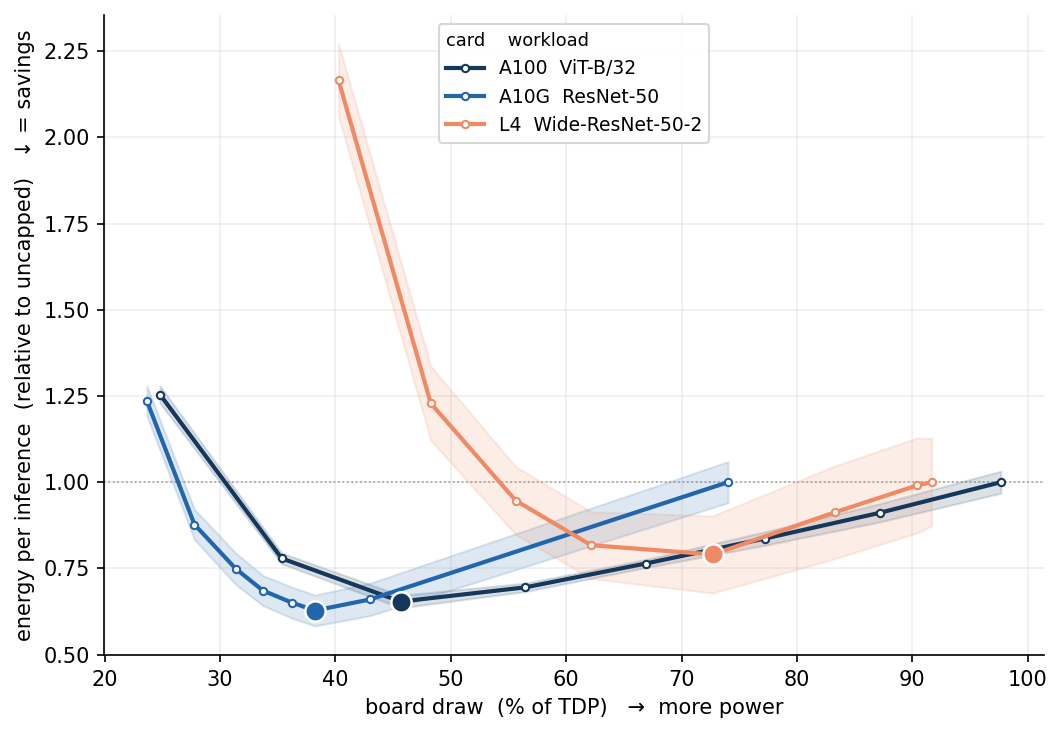 energy per inference (relative to uncapped) ↓ = savings
2.25
2.00
1.75
1.50
1.25
1.00
0.75
0.50
card workload
A100 ViT-B/32
A10G ResNet-50
L4 Wide-ResNet-50-2
20 30 40 50 60 70 80 90 100
board draw (% of TDP) → more power